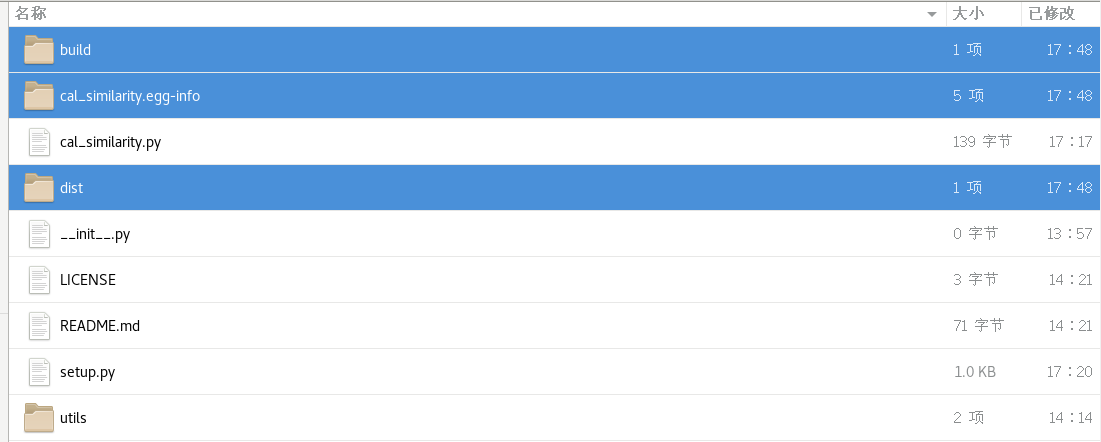 名称 大小 已修改
build 1 项 17：48
cal_similarity.egg-info 5 项 17：48
cal_similarity.py 139 字节 17：17
dist 1 项 17：48
__init__.py 0 字节 13：57
LICENSE 3 字节 14：21
README.md 71 字节 14：21
setup.py 1.0 KB 17：20
utils 2 项 14：14